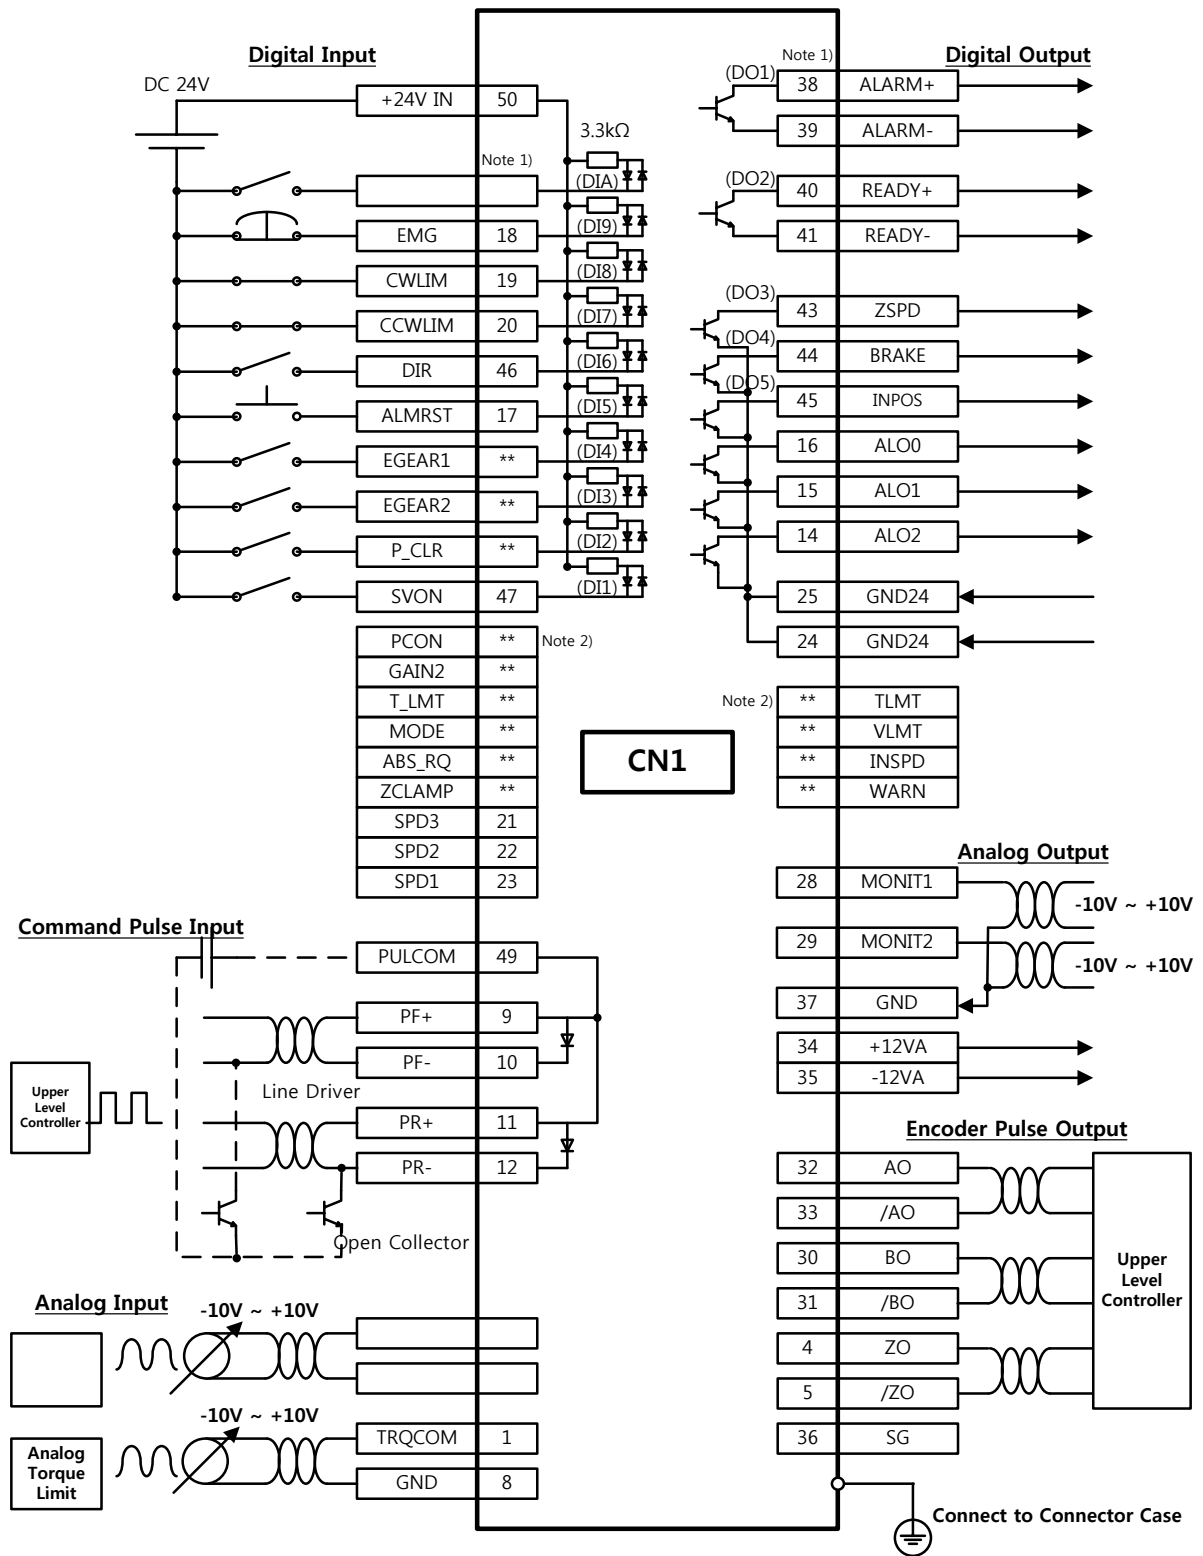 Digital Input
DC 24V
+24V IN 50
3.3kΩ
Note 1)
(DIA)
(DI9)
EMG 18
(DI8)
CWLIM 19
(DI7)
CCWLIM 20
(DI6)
DIR 46
(DI5)
ALMRST 17
(DI4)
EGEAR1 **
(DI3)
EGEAR2 **
(DI2)
P_CLR **
(DI1)
SVON 47
PCON ** Note 2)
GAIN2 **
T_LMT **
MODE **
ABS_RQ **
ZCLAMP **
SPD3 21
SPD2 22
SPD1 23
Command Pulse Input
PULCOM 49
PF+ 9
PF- 10
Line Driver
Upper
Level
Controller
PR+ 11
PR- 12
Open Collector
Analog Input
-10V ~ +10V
-10V ~ +10V
Analog
Torque
Limit
TRQCOM 1
GND 8
CN1
Note 1)
Digital Output
(DO1)
38 ALARM+
39 ALARM-
(DO2)
40 READY+
41 READY-
(DO3)
43 ZSPD
(DO4)
44 BRAKE
(DO5)
45 INPOS
16 ALO0
15 ALO1
14 ALO2
25 GND24
24 GND24
Note 2) ** TLMT
** VLMT
** INSPD
** WARN
Analog Output
28 MONIT1
-10V ~ +10V
29 MONIT2
-10V ~ +10V
37 GND
34 +12VA
35 -12VA
Encoder Pulse Output
32 AO
33 /AO
30 BO
31 /BO
4 ZO
5 /ZO
Upper
Level
Controller
36 SG
Connect to Connector Case